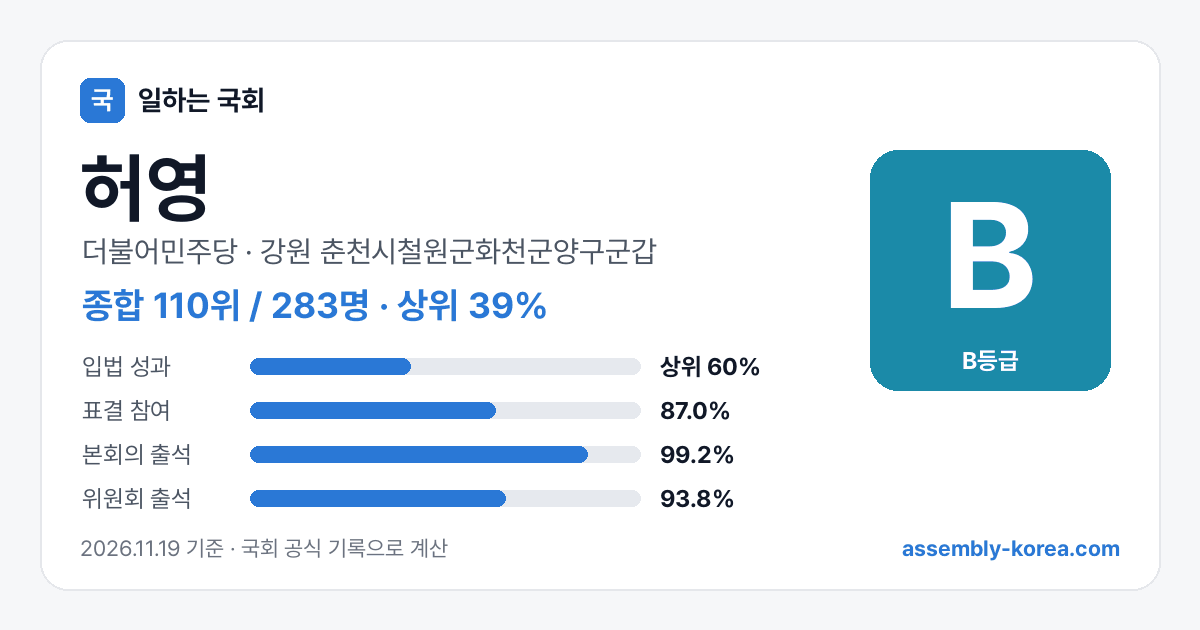 국 일하는 국회
허영
더불어민주당 · 강원 춘천시철원군화천군양구군갑
종합 110위 / 283명 · 상위 39%
B
B등급
입법 성과 상위 60%
표결 참여 87.0%
본회의 출석 99.2%
위원회 출석 93.8%
2026.11.19 기준 · 국회 공식 기록으로 계산
assembly-korea.com